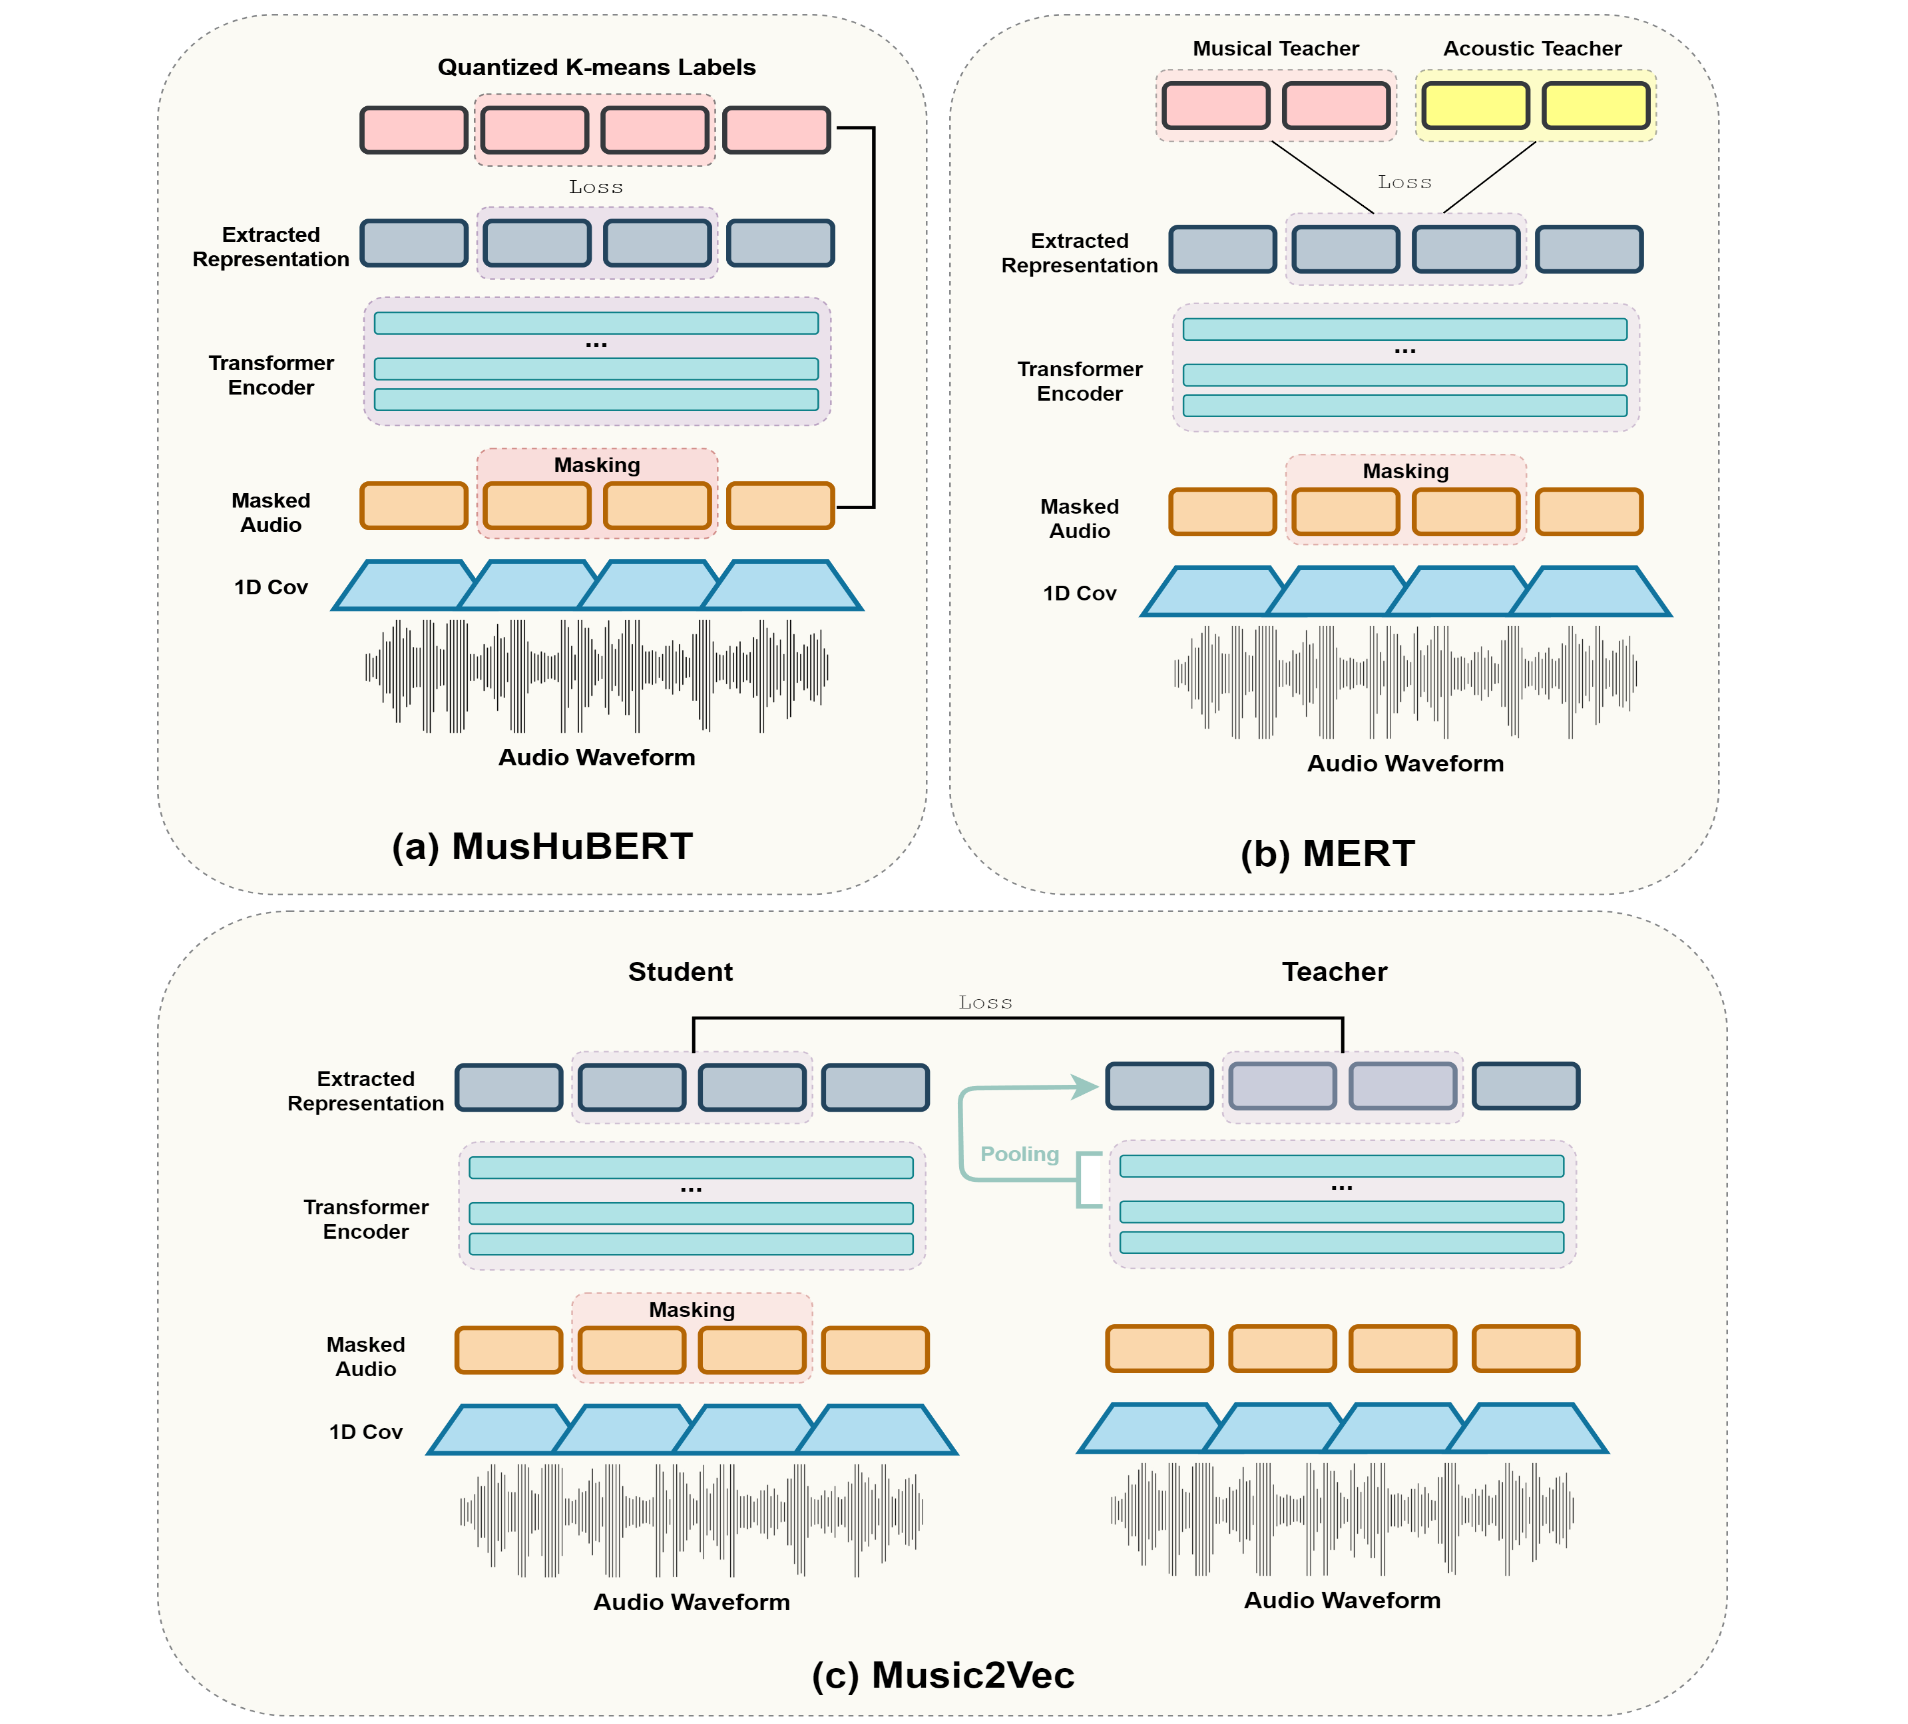 Quantized K-means Labels
Loss
Extracted
Representation
...
Transformer
Encoder
Masking
Masked
Audio
1D Cov
Audio Waveform
(a) MusHuBERT
Musical Teacher
Acoustic Teacher
Loss
Extracted
Representation
...
Transformer
Encoder
Masking
Masked
Audio
1D Cov
Audio Waveform
(b) MERT
Student
Teacher
Loss
Extracted
Representation
Pooling
...
...
Transformer
Encoder
Masking
Masked
Audio
1D Cov
Audio Waveform
Audio Waveform
(c) Music2Vec